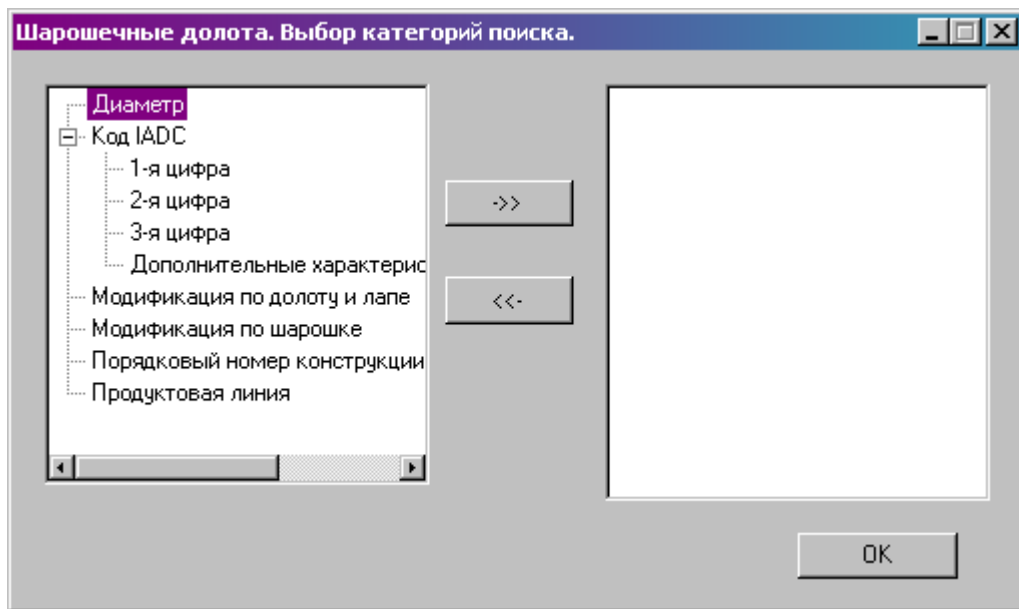 Шарошечные долота. Выбор категорий поиска.
Диаметр
Код IADC
1-я цифра
2-я цифра
3-я цифра
Дополнительные характерис
Модификация по долоту и лапе
Модификация по шарошке
Порядковый номер конструкции
Продуктовая линия
->>
<<-
OK